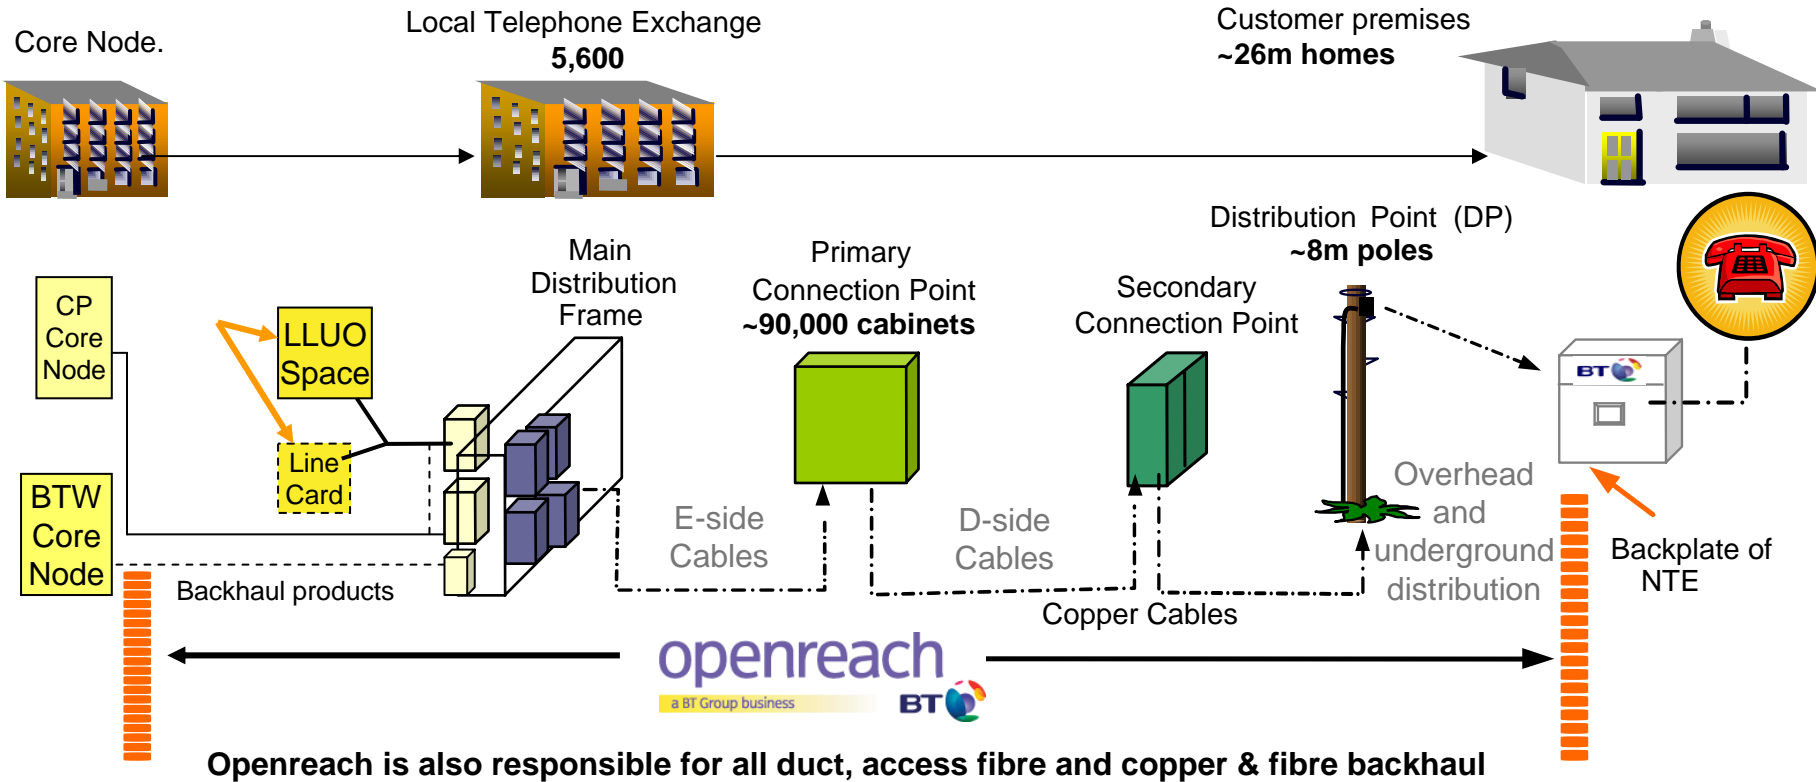 Core Node.
Local Telephone Exchange
5,600
Customer premises
~26m homes
Distribution Point (DP)
~8m poles
Main
Distribution
Frame
Primary
Connection Point
~90,000 cabinets
Secondary
Connection Point
CP
Core
Node
LLUO
Space
Line
Card
BTW
Core
Node
Backhaul products
E-side
Cables
D-side
Cables
Copper Cables
Overhead
and
underground
distribution
BT
Backplate of
NTE
openreach
a BT Group business
BT
Openreach is also responsible for all duct, access fibre and copper & fibre backhaul